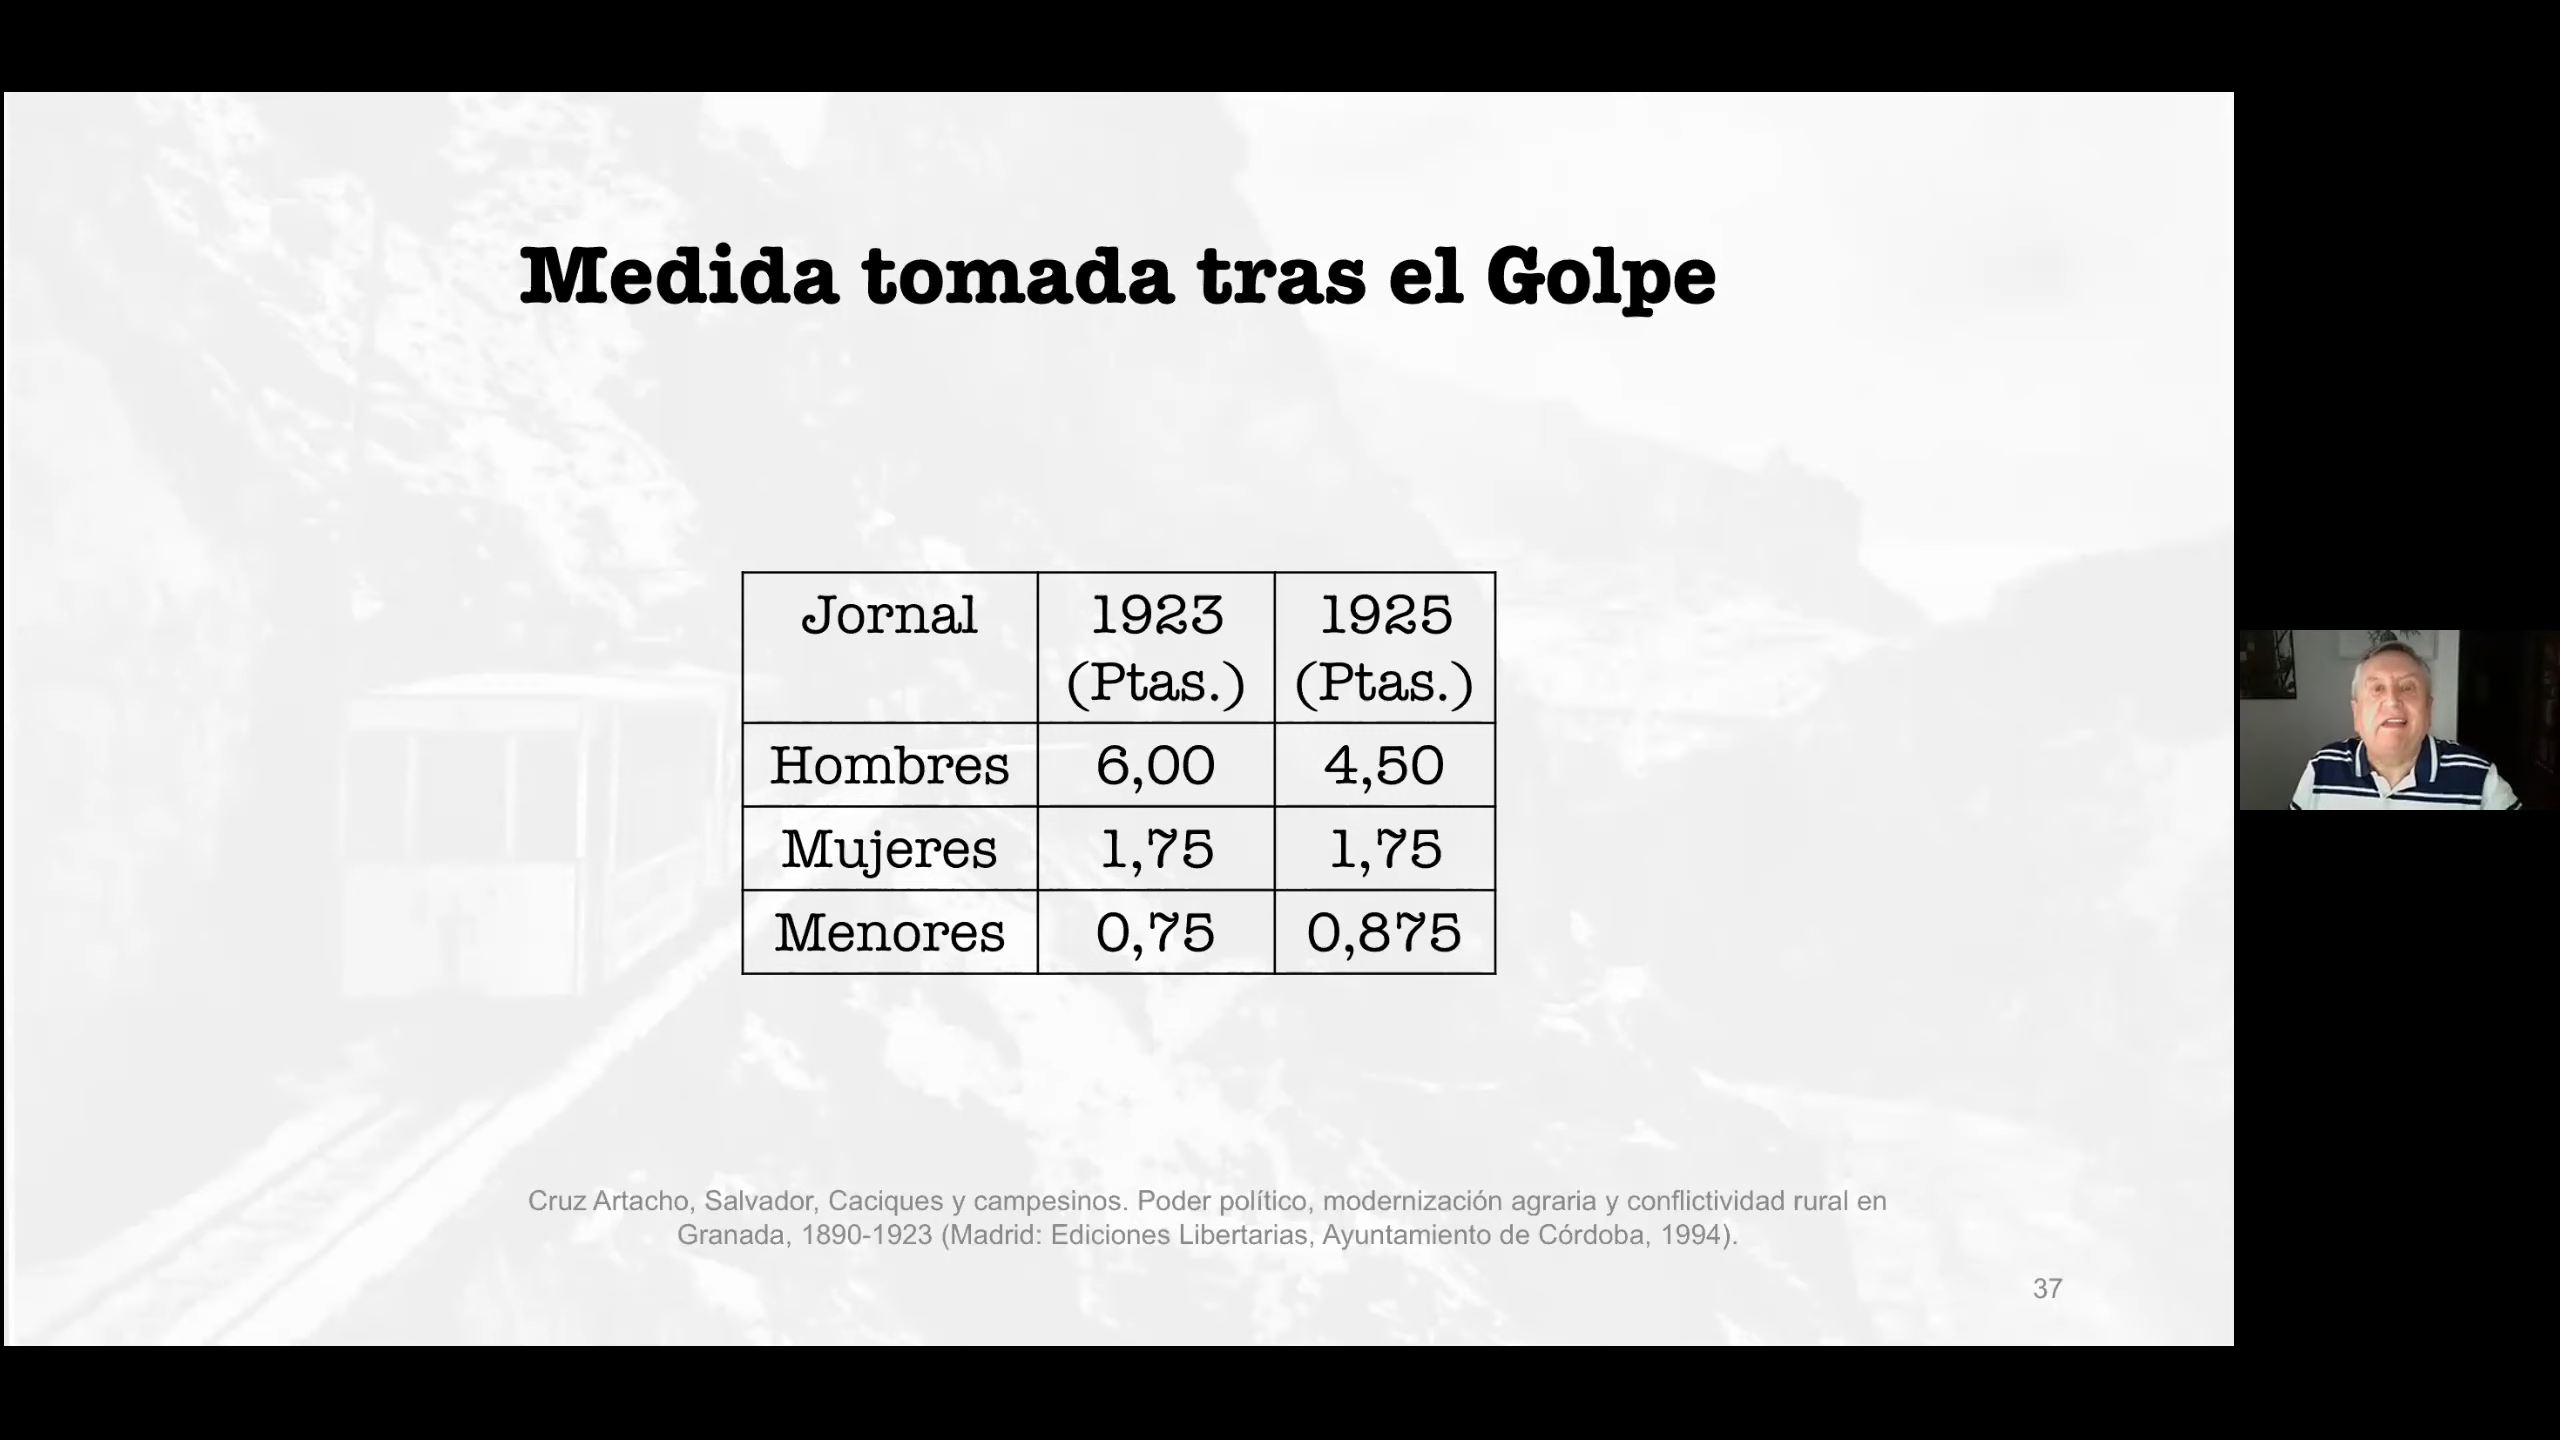 Medida tomada tras el Golpe
Jornal 1923 (Ptas.) 1925 (Ptas.)
Hombres 6,00 4,50
Mujeres 1,75 1,75
Menores 0,75 0,875
Cruz Artacho, Salvador, Caciques y campesinos. Poder político, modernización agraria y conflictividad rural en
Granada, 1890-1923 (Madrid: Ediciones Libertarias, Ayuntamiento de Córdoba, 1994).
37